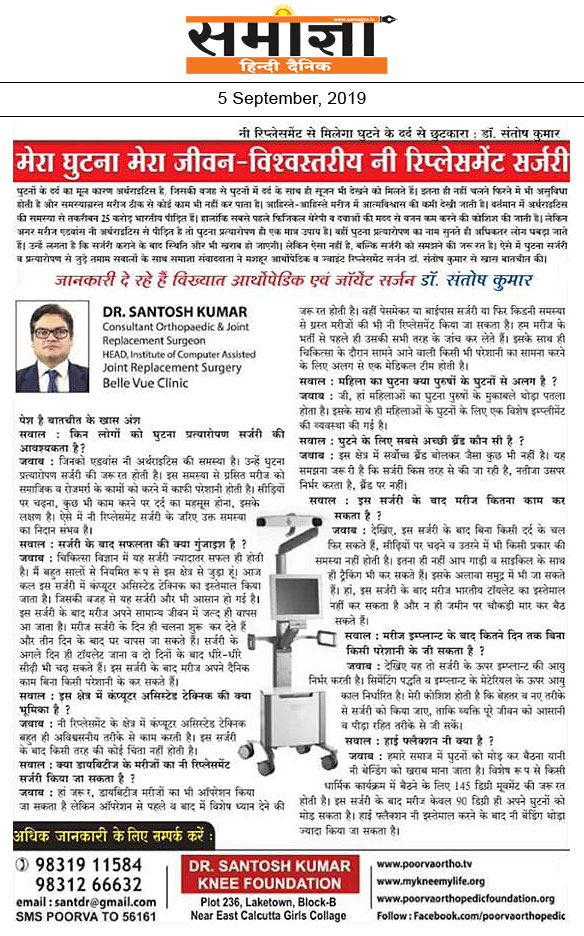 www.samagya.in
समाज्ञा
हिन्दी दैनिक
5 September, 2019
नी रिप्लेसमेंट से मिलेगा घुटने के दर्द से छुटकारा : डॉ. संतोष कुमार
मेरा घुटना मेरा जीवन-विश्वस्तरीय नी रिप्लेसमेंट सर्जरी
घुटनों के दर्द का मूल कारण अर्थराइटिस है, जिसकी वजह से घुटनों में दर्द के साथ ही सूजन भी देखने को मिलते हैं। इतना ही नहीं चलने फिरने में भी असुविधा
होती है और समस्याग्रस्त मरीज ठीक से कोई काम भी नहीं कर पाता है। आहिस्ते-आहिस्ते मरीज में आत्मविश्वास की कमी देखी जाती है। वर्तमान में अर्थराइटिस
की समस्या से तकरीबन 25 करोड़ भारतीय पीड़ित हैं। हालांकि सबसे पहले फिजिकल थेरेपी व दवाओं की मदद से वजन कम करने की कोशिश की जाती है। लेकिन
अगर मरीज एडवांस नी अर्थराइटिस से पीड़ित है तो घुटना प्रत्यारोपण ही एक मात्र उपाय है। वहीं घुटना प्रत्यारोपण का नाम सुनते ही अधिकतर लोग घबड़ा जाते
हैं। उन्हें लगता है कि सर्जरी कराने के बाद स्थिति और भी खराब हो जाएगी। लेकिन ऐसा नहीं है, बल्कि सर्जरी को समझने की जरूरत है। ऐसे में घुटना सर्जरी
व प्रत्यारोपण से जुड़े तमाम सवालों के साथ समाज्ञा संवाददाता ने मशहूर आर्थोपेडिक व ज्वाइंट रिप्लेसमेंट सर्जन डॉ. संतोष कुमार से खास बातचीत की।
जानकारी दे रहे हैं विख्यात आर्थोपेडिक एवं जॉयेंट सर्जन डॉ. संतोष कुमार
DR. SANTOSH KUMAR
Consultant Orthopaedic & Joint
Replacement Surgeon
HEAD, Institute of Computer Assisted
Joint Replacement Surgery
Belle Vue Clinic
पेश है बातचीत के खास अंश
सवाल : किन लोगों को घुटना प्रत्यारोपण सर्जरी की
आवश्यकता है?
जवाब : जिनको एडवांस नी अर्थराइटिस की समस्या है। उन्हें घुटना
प्रत्यारोपण सर्जरी की जरूरत होती है। इस समस्या से ग्रसित मरीज को
समाजिक व रोजमर्रा के कामों को करने में काफी परेशानी होती है। सीड़ियों
पर चढ़ना, कुछ भी काम करने पर दर्द का महसूस होना, इसके
लक्षण है। ऐसे में नी रिप्लेसमेंट सर्जरी के जरिए उक्त समस्या
का निदान संभव है।
सवाल : सर्जरी के बाद सफलता की क्या गुंजाइश है ?
जवाब : चिकित्सा विज्ञान में यह सर्जरी ज्यादातर सफल ही होती
है। मैं बहुत सालों से नियमित रूप से इस क्षेत्र से जुड़ा हूं। आज
कल इस सर्जरी में कंप्यूटर असिस्टेड टेक्निक का इस्तेमाल किया
जाता है। जिसकी वजह से यह सर्जरी और भी आसान हो गई है।
इस सर्जरी के बाद मरीज अपने सामान्य जीवन में जल्द ही वापस
आ जाता है। मरीज सर्जरी के दिन ही चलना शुरू कर देते हैं
और तीन दिन के बाद घर वापस जा सकते हैं। सर्जरी के
अगले दिन ही टॉयलेट जाना व दो दिनों के बाद धीरे-धीरे
सीढ़ी भी चढ़ सकते हैं। इस सर्जरी के बाद मरीज अपने दैनिक
काम बिना किसी परेशानी के कर सकते हैं।
सवाल : इस क्षेत्र में कंप्यूटर असिस्टेड टेक्निक की क्या
भूमिका है ?
जवाब : नी रिप्लेसमेंट के क्षेत्र में कंप्यूटर असिस्टेड टेक्निक
बहुत ही अविश्वसनीय तरीके से काम करती है। इस सर्जरी
के बाद किसी तरह की कोई चिंता नहीं होती है।
सवाल : क्या डायबिटीज के मरीजों का नी रिप्लेसमेंट
सर्जरी किया जा सकता है ?
जवाब : हां जरूर, डायबिटीज मरीजों का भी ऑपरेशन किया
जा सकता है लेकिन ऑपरेशन से पहले व बाद में विशेष ध्यान देने की
जरूरत होती है। वहीं पेसमेकर या बाईपास सर्जरी या फिर किडनी समस्या
से ग्रस्त मरीजों की भी नी रिप्लेसमेंट किया जा सकता है। हम मरीज के
भर्ती से पहले ही उसकी सभी तरह के जांच कर लेते हैं। इसके साथ ही
चिकित्सा के दौरान सामने आने वाली किसी भी परेशानी का सामना करने
के लिए अलग से एक मेडिकल टीम होती है।
सवाल : महिला का घुटना क्या पुरुषों के घुटनों से अलग है ?
जवाब : जी, हां महिलाओं का घुटना पुरुषों के मुकाबले थोड़ा पतला
होता है। इसके साथ ही महिलाओं के घुटनों के लिए एक विशेष इम्प्लीमेंट
की व्यवस्था की गई है।
सवाल : घुटने के लिए सबसे अच्छी ब्रैंड कौन सी है ?
जवाब : इस क्षेत्र में सर्वोच्च ब्रैंड बोलकर जैसा कुछ भी नहीं है। यह
समझना जरूरी है कि सर्जरी किस तरह से की जा रही है, नतीजा उसपर
निर्भर करता है, ब्रैंड पर नहीं।
सवाल : इस सर्जरी के बाद मरीज कितना काम कर
सकता है ?
जवाब : देखिए, इस सर्जरी के बाद बिना किसी दर्द के चल
फिर सकते हैं, सीड़ियों पर चढ़ने व उतरने में भी किसी प्रकार की
समस्या नहीं होती है। इतना ही नहीं आप गाड़ी व साइकिल के साथ
ही ट्रैकिंग भी कर सकते हैं। इसके अलावा समुद्र में भी जा सकते
हैं। हां, इस सर्जरी के बाद मरीज भारतीय टॉयलेट का इस्तेमाल
नहीं कर सकता है और न ही जमीन पर चौकड़ी मार कर बैठ
सकते हैं।
सवाल : मरीज इम्प्लान्ट के बाद कितने दिन तक बिना
किसी परेशानी के जी सकता है ?
जवाब : देखिए यह तो सर्जरी के ऊपर इम्प्लान्ट की आयु
निर्भर करती है। सिमेंटिंग पद्धति व इम्प्लान्ट के मेटेरियल के उपर आयु
काल निर्धारित है। मेरी कोशिश होती है कि बेहतर व नए तरीके
से सर्जरी को किया जाए, ताकि व्यक्ति पूरे जीवन को आसानी
व पीड़ा रहित तरीके से जी सकें।
सवाल : हाई फ्लैक्शन नी क्या है ?
जवाब : हमारे समाज में घुटनों को मोड़ कर बैठना यानी
नी बेन्डिंग को खराब माना जाता है। विशेष रूप से किसी
धार्मिक कार्यक्रम में बैठने के लिए 145 डिग्री मूवमेंट की जरूरत
होती है। इस सर्जरी के बाद मरीज केवल 90 डिग्री ही अपने घुटनों को
मोड़ सकता है। हाई फ्लैक्शन नी इस्तेमाल करने के बाद नी बेंडिंग थोड़ा
ज्यादा किया जा सकता है।
अधिक जानकारी के लिए सम्पर्क करें :
98319 11584
98312 66632
email : santdr@gmail.com
SMS POORVA TO 56161
DR. SANTOSH KUMAR
KNEE FOUNDATION
Plot 236, Laketown, Block-B
Near East Calcutta Girls Collage
www.poorvaortho.tv
www.mykneemylife.org
www.poorvaorthopedicfoundation.org
Follow : Facebook.com/poorvaorthopedic